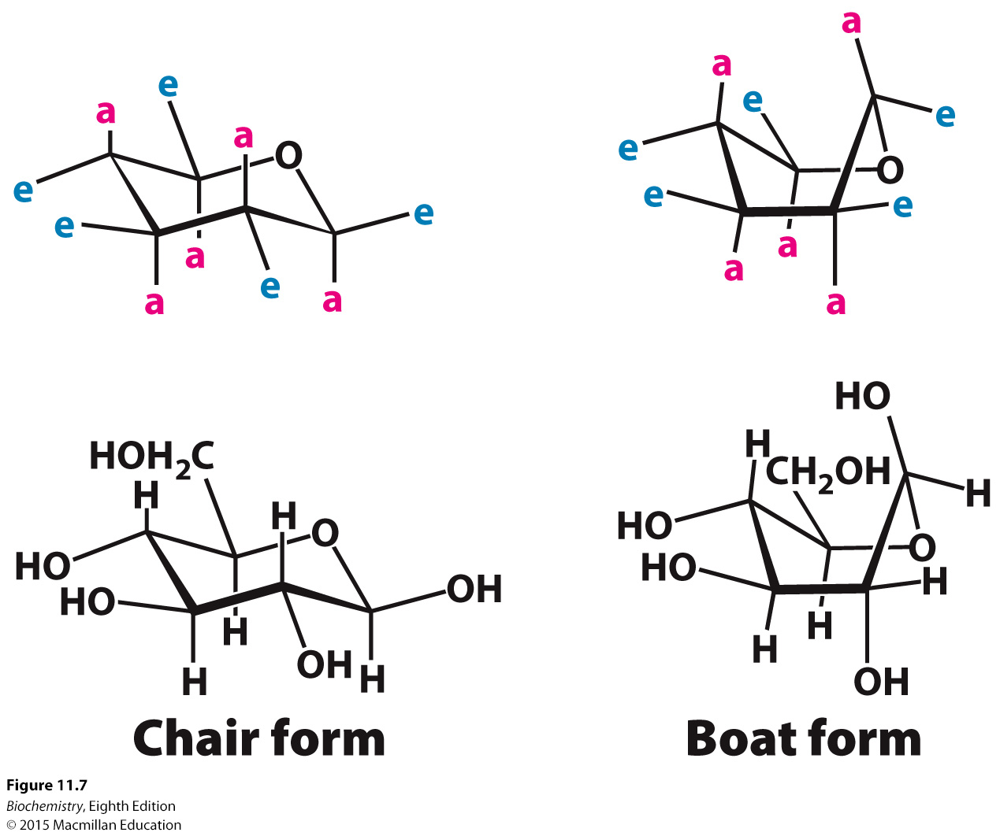 a
e
a
O
e
e
e
a
e
a
a
a
a
e
a
e
e
O
e
e
a
a
a
HOH₂C
H
H
O
HO
HO
OH
H
OH
H
H
Chair form
HO
H
CH₂OH
H
HO
O
HO
H
H
H
OH
Boat form
Figure 11.7
Biochemistry, Eighth Edition
© 2015 Macmillan Education